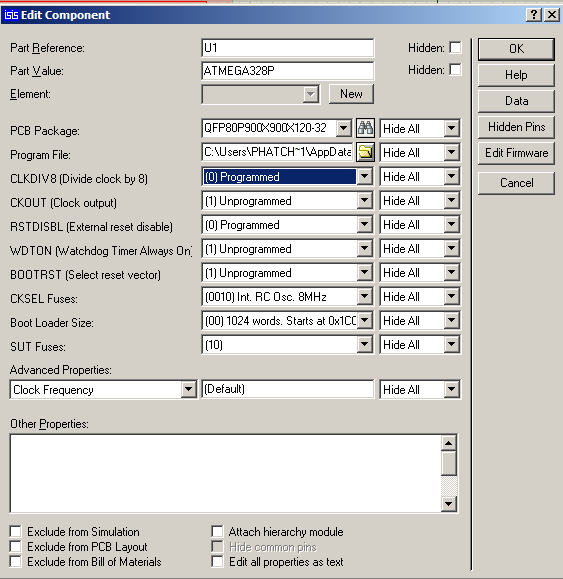 ISIS Edit Component
Part Reference: U1 Hidden: OK
Part Value: ATMEGA328P Hidden: Help
Element: New Data
PCB Package: QFP80P900X900X120-32 Hide All Hidden Pins
Program File: C:\Users\PHATCH~1\AppData Hide All Edit Firmware
CLKDIV8 (Divide clock by 8) (0) Programmed Hide All Cancel
CKOUT (Clock output) (1) Unprogrammed Hide All
RSTDISBL (External reset disable) (0) Programmed Hide All
WDTON (Watchdog Timer Always On) (1) Unprogrammed Hide All
BOOTRST (Select reset vector) (1) Unprogrammed Hide All
CKSEL Fuses: (0010) Int. RC Osc. 8MHz Hide All
Boot Loader Size: (00) 1024 words. Starts at 0x1C0 Hide All
SUT Fuses: (10) Hide All
Advanced Properties:
Clock Frequency (Default) Hide All
Other Properties:
Exclude from Simulation Attach hierarchy module
Exclude from PCB Layout Hide common pins
Exclude from Bill of Materials Edit all properties as text